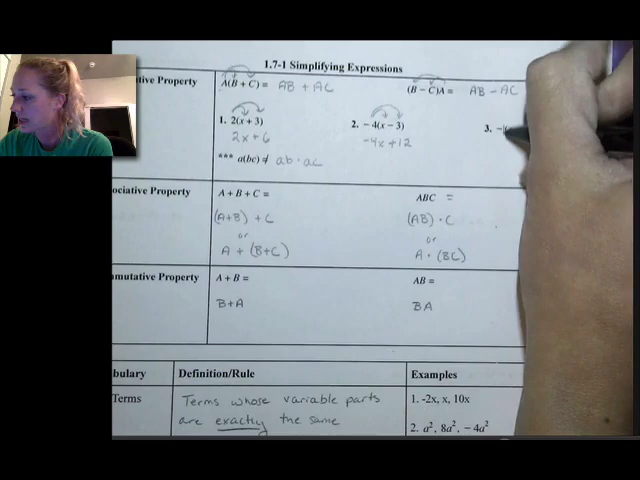 1.7-1 Simplifying Expressions
ative Property
A(B + C) = AB + AC
(B − C)A = AB − AC
1. 2(x + 3)
2x + 6
2. − 4(x − 3)
-4x + 12
3. −
*** a(bc) ≠ ab · ac
ociative Property
A + B + C =
(A+B) + C
or
A + (B+C)
ABC =
(AB) · C
or
A · (BC)
mutative Property
A + B =
B+A
AB =
BA
bulary
Definition/Rule
Examples
Terms
Terms whose variable parts
are exactly the same
1. -2x, x, 10x
2. a², 8a², − 4a²